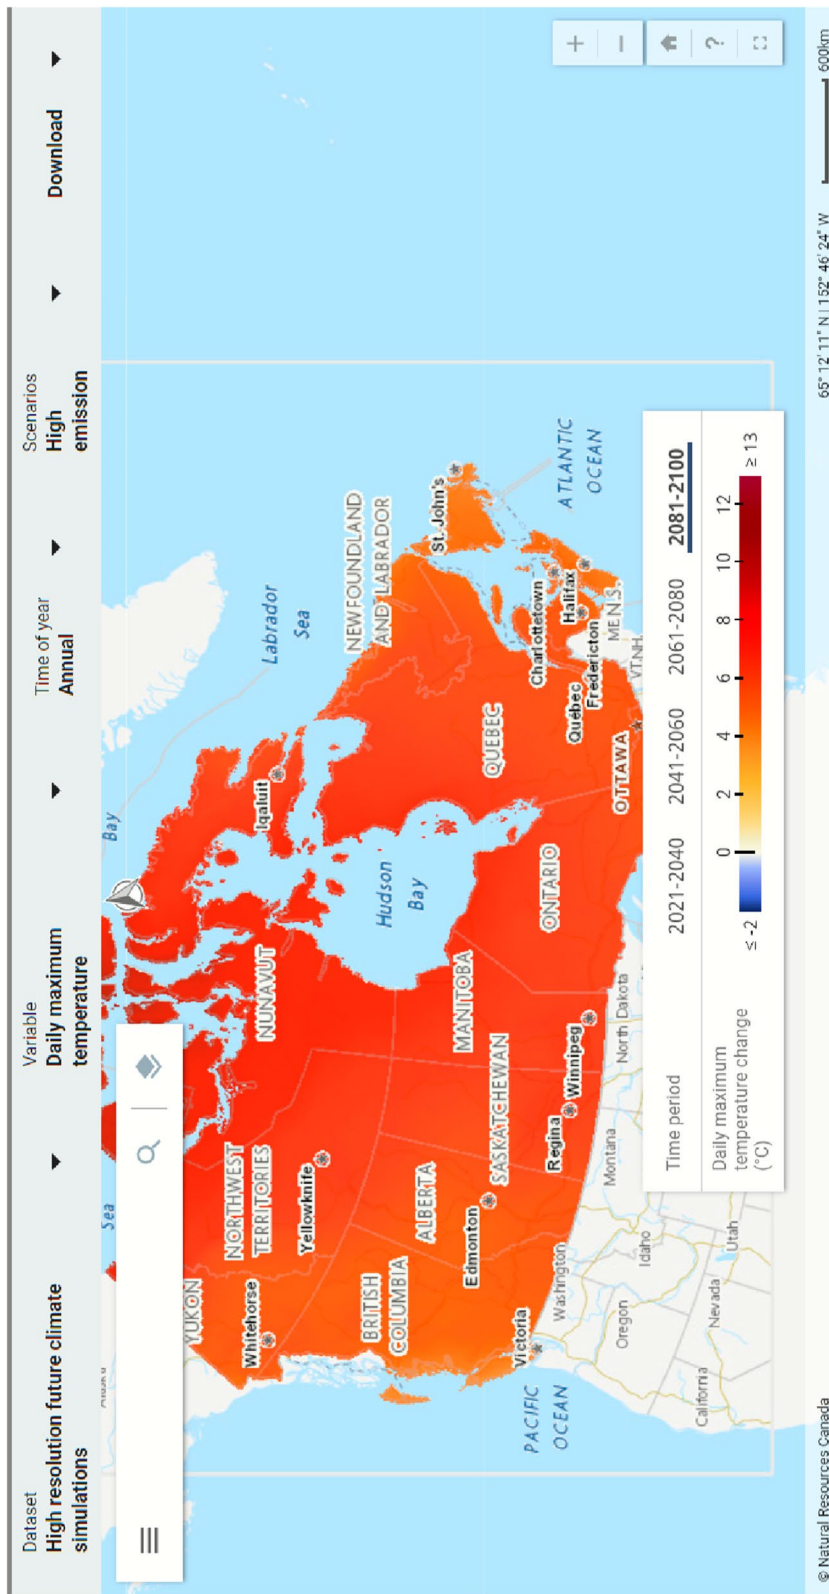 Dataset
High resolution future climate
simulations
Variable
Daily maximum
temperature
Time of year
Annual
Scenarios
High
emission
Download
Sea
Bay
YUKON
Whitehorse
NORTHWEST
TERRITORIES
Yellowknife
NUNAVUT
Iqaluit
Labrador
Sea
BRITISH
COLUMBIA
ALBERTA
Edmonton
SASKATCHEWAN
MANITOBA
Hudson
Bay
NEWFOUNDLAND
AND LABRADOR
St. John's
QUEBEC
ONTARIO
Regina
Winnipeg
Victoria
PACIFIC
OCEAN
Charlottetown
Halifax
Fredericton
Québec
OTTAWA
ATLANTIC
OCEAN
ME N.S.
VT. N.H.
Washington
Montana
North Dakota
Oregon
Idaho
California
Nevada
Utah
+
−
?
Time period
2021-2040
2041-2060
2061-2080
2081-2100
Daily maximum
temperature change
(°C)
≤ -2
0
2
4
6
8
10
12
≥ 13
© Natural Resources Canada
65° 12' 11" N | 152° 46' 24" W
600km